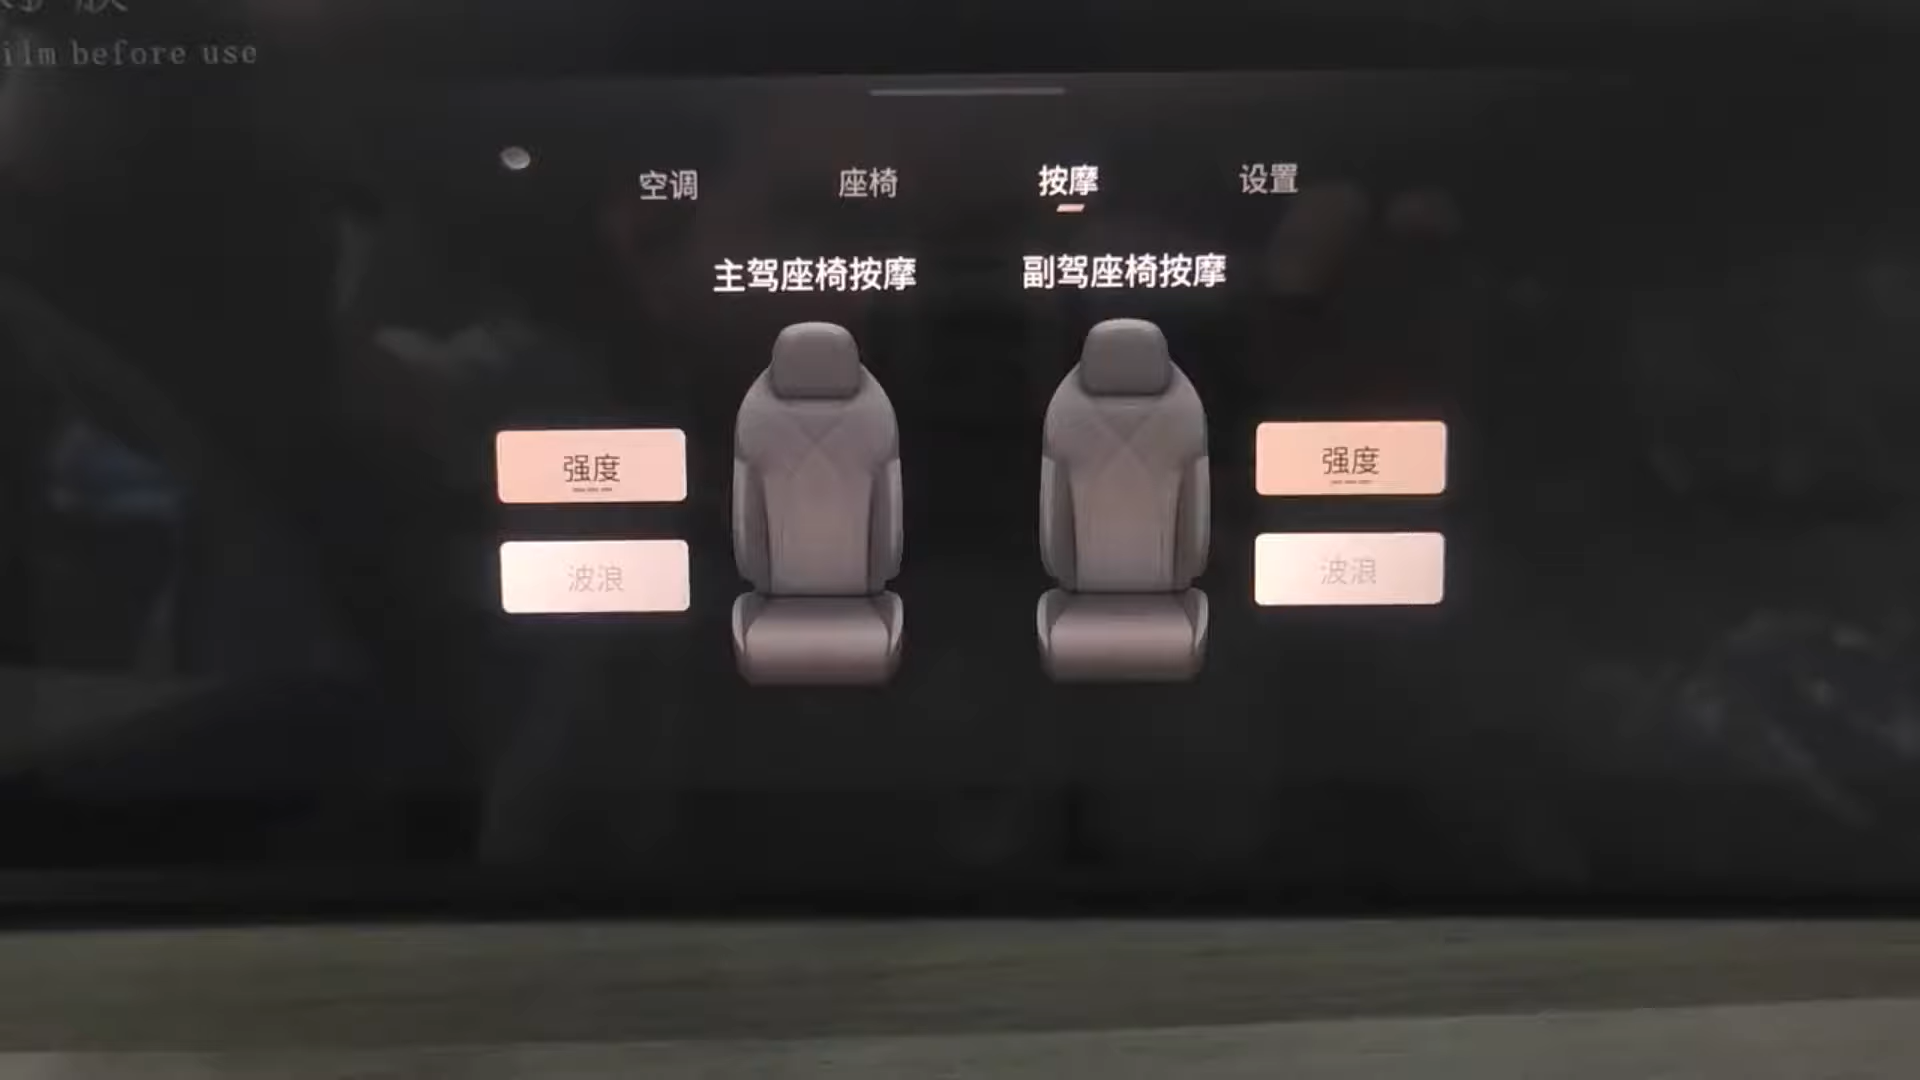 before use
空调 座椅 按摩 设置
主驾座椅按摩 副驾座椅按摩
强度 强度
波浪 波浪